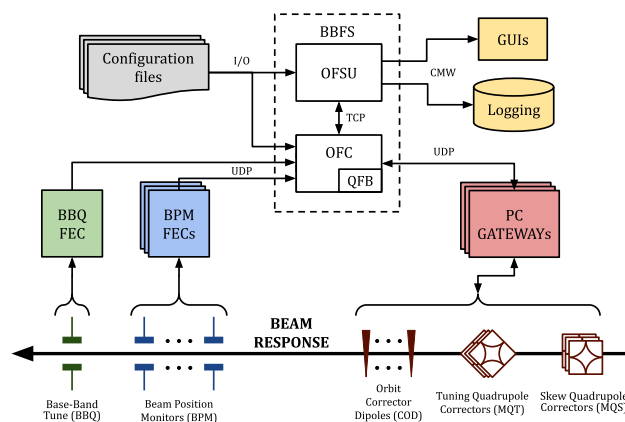 BBFS
Configuration
files
I/O
OFSU
GUIs
CMW
Logging
TCP
OFC
QFB
UDP
UDP
BBQ
FEC
BPM
FECs
PC
GATEWAYs
BEAM
RESPONSE
Base-Band
Tune (BBQ)
Beam Position
Monitors (BPM)
Orbit
Corrector
Dipoles (COD)
Tuning Quadrupole
Correctors (MQT)
Skew Quadrupole
Correctors (MQS)